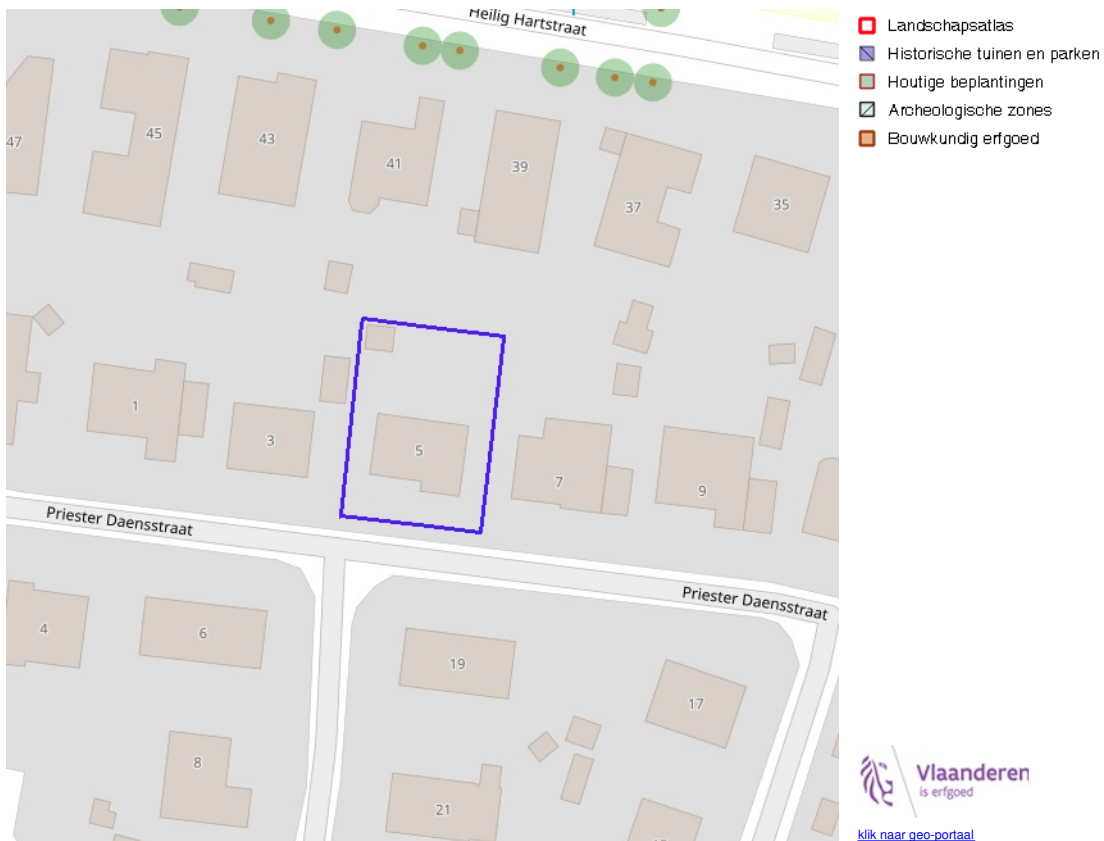 Heilig Hartstraat
47
45
43
41
39
37
35
1
3
5
7
9
Priester Daensstraat
Priester Daensstraat
4
6
19
17
8
21
Landschapsatlas
Historische tuinen en parken
Houtige beplantingen
Archeologische zones
Bouwkundig erfgoed
Vlaanderen
is erfgoed
klik naar geo-portaal